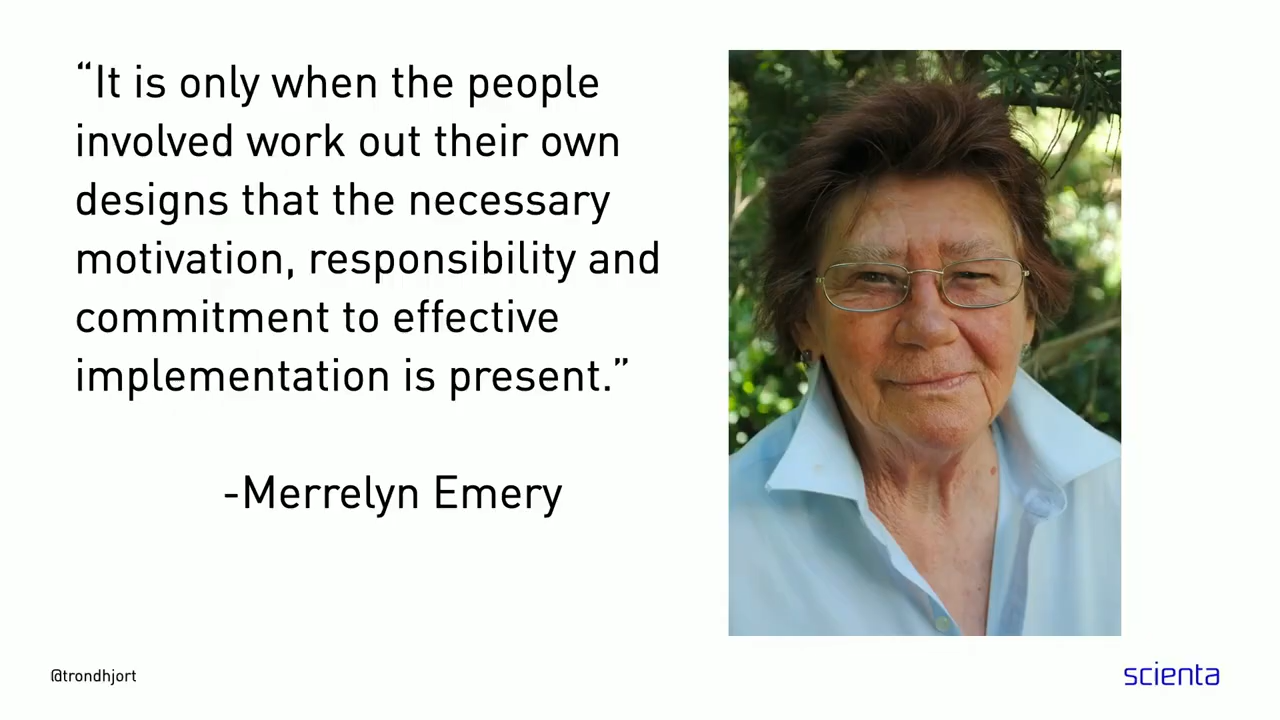 “It is only when the people
involved work out their own
designs that the necessary
motivation, responsibility and
commitment to effective
implementation is present.”
-Merrelyn Emery
@trondhjort
scienta